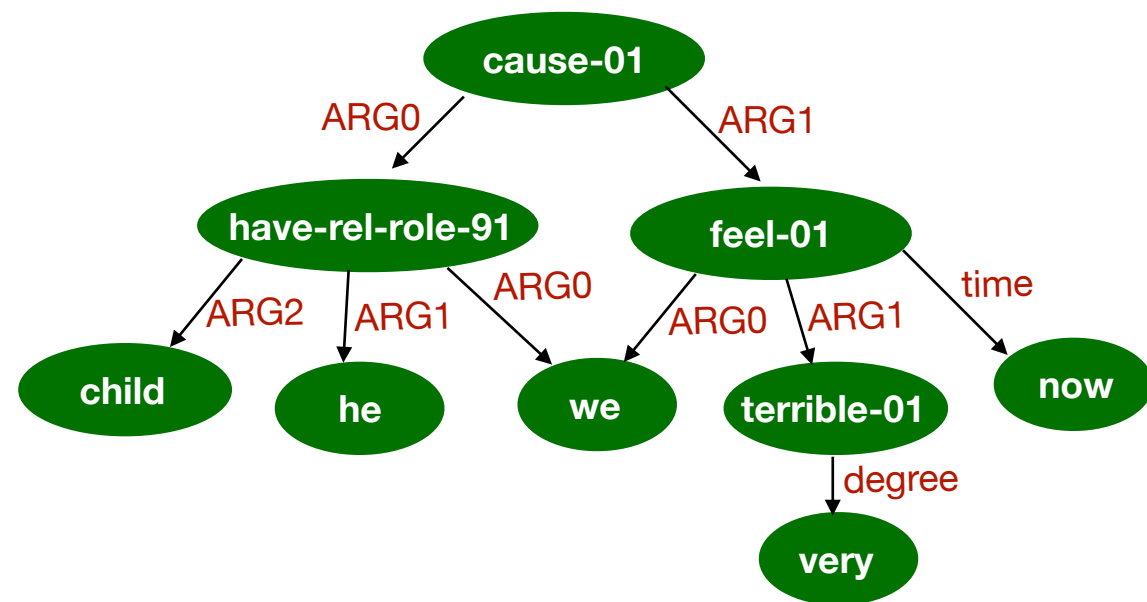 cause-01
ARG0
ARG1
have-rel-role-91
feel-01
ARG2
ARG1
ARG0
ARG0
ARG1
time
child
he
we
terrible-01
now
degree
very